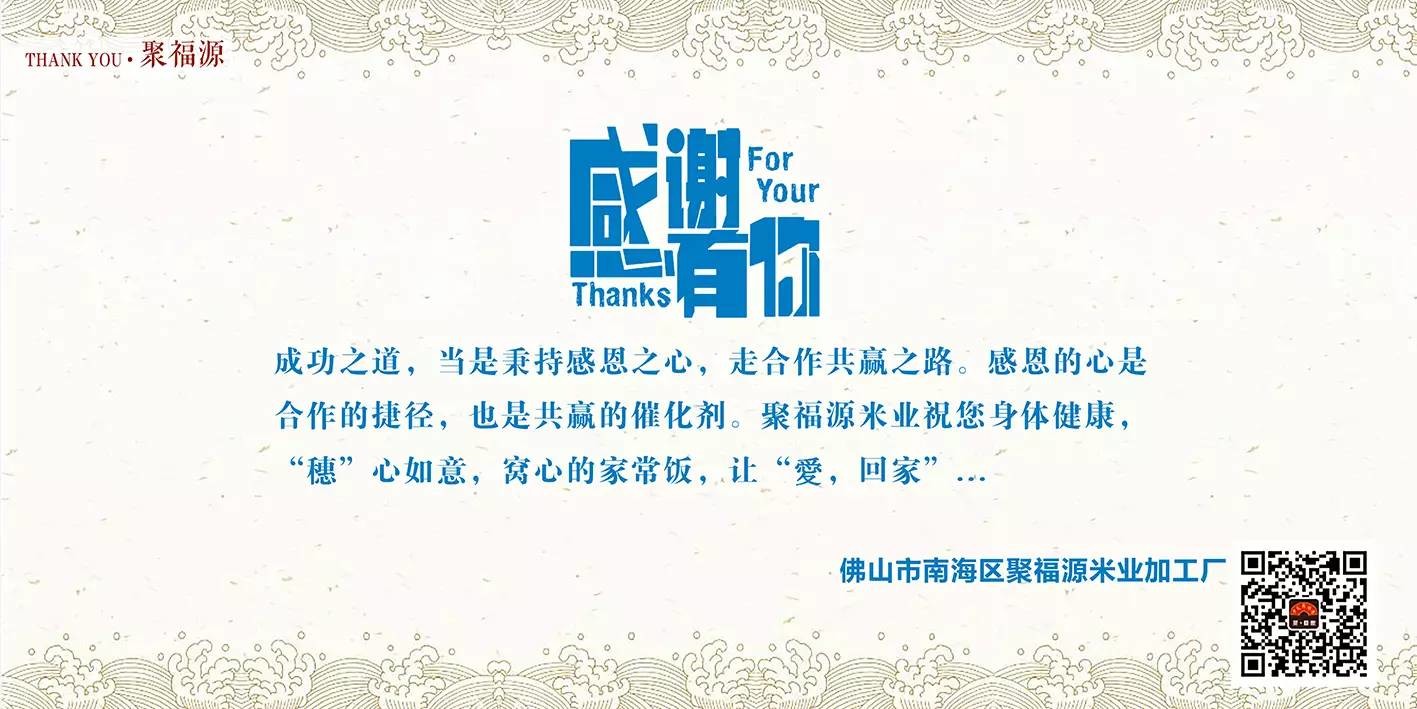 THANK YOU·聚福源
感谢 For
Your
有你
Thanks
成功之道，当是秉持感恩之心，走合作共赢之路。感恩的心是
合作的捷径，也是共赢的催化剂。聚福源米业祝您身体健康，
“穗”心如意，窝心的家常饭，让“愛，回家”…
佛山市南海区聚福源米业加工厂